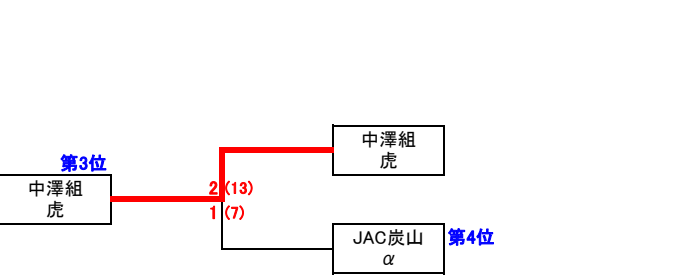 中澤組
虎
第3位
中澤組
虎
2 (13)
1 (7)
JAC炭山
α
第4位